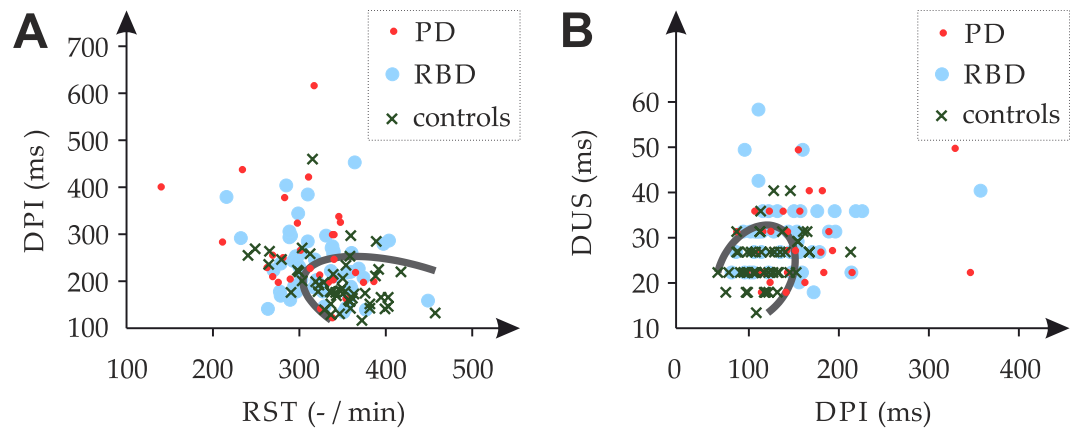 A
DPI (ms)
700
600
500
400
300
200
100
100 200 300 400 500
RST (- / min)
PD
RBD
controls
B
DUS (ms)
60
50
40
30
20
10
0 100 200 300 400
DPI (ms)
PD
RBD
controls